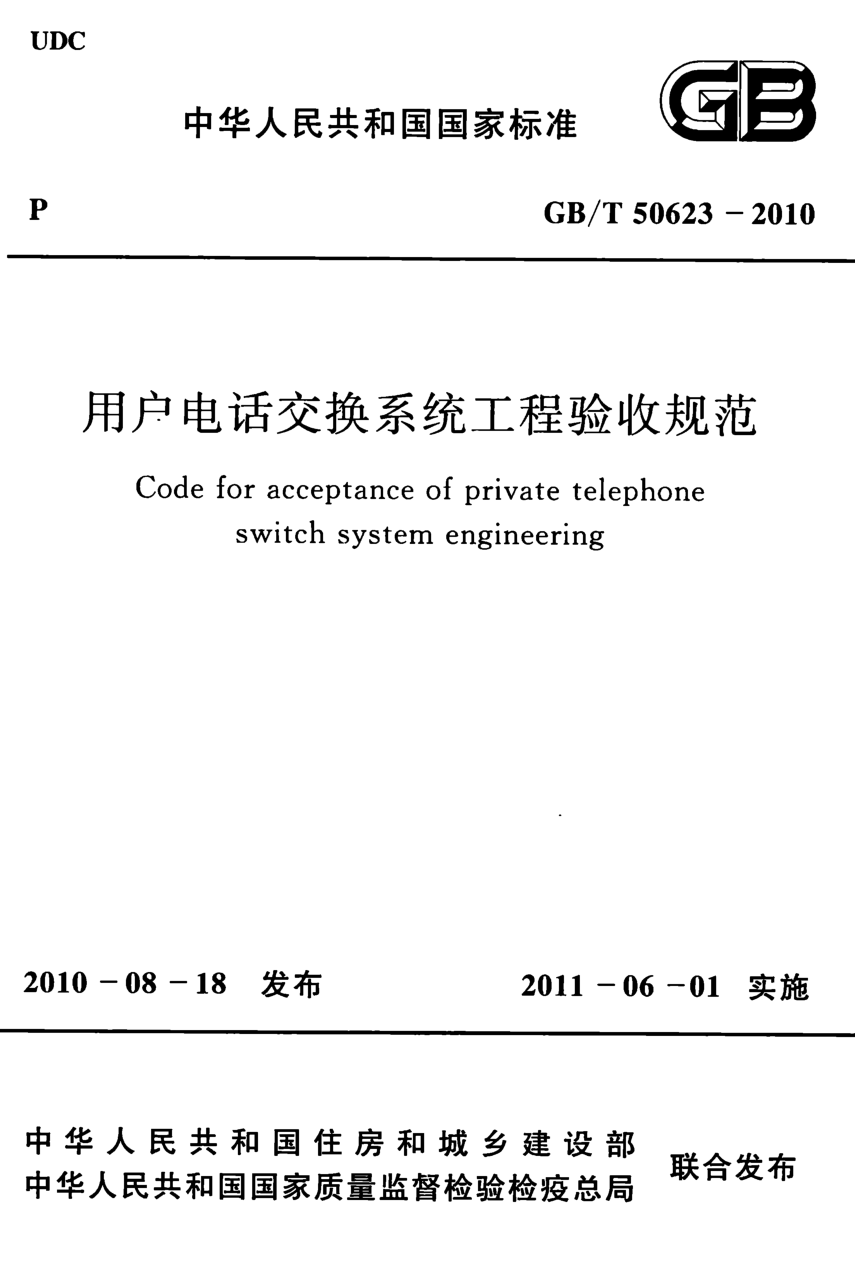 UDC
GB
中华人民共和国国家标准
P
GB/T 50623－2010
用户电话交换系统工程验收规范
Code for acceptance of private telephone
switch system engineering
2010－08－18 发布
2011－06－01 实施
中华人民共和国住房和城乡建设部
中华人民共和国国家质量监督检验检疫总局
联合发布